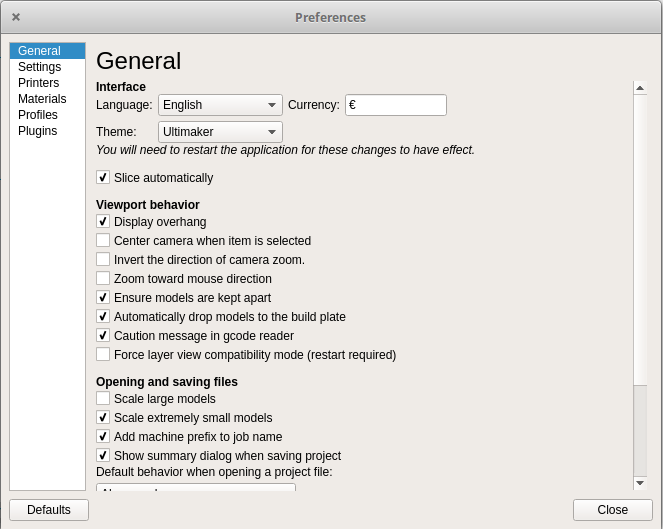 Preferences
General
Settings
Printers
Materials
Profiles
Plugins
General
Interface
Language: English Currency: €
Theme: Ultimaker
You will need to restart the application for these changes to have effect.
Slice automatically
Viewport behavior
Display overhang
Center camera when item is selected
Invert the direction of camera zoom.
Zoom toward mouse direction
Ensure models are kept apart
Automatically drop models to the build plate
Caution message in gcode reader
Force layer view compatibility mode (restart required)
Opening and saving files
Scale large models
Scale extremely small models
Add machine prefix to job name
Show summary dialog when saving project
Default behavior when opening a project file:
Defaults
Close